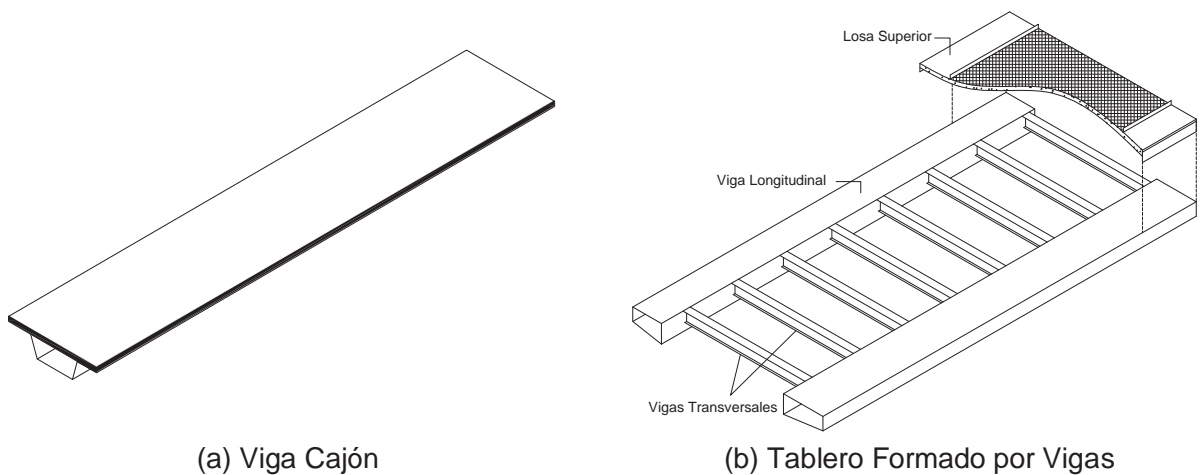 Losa Superior
Viga Longitudinal
Vigas Transversales
(a) Viga Cajón
(b) Tablero Formado por Vigas